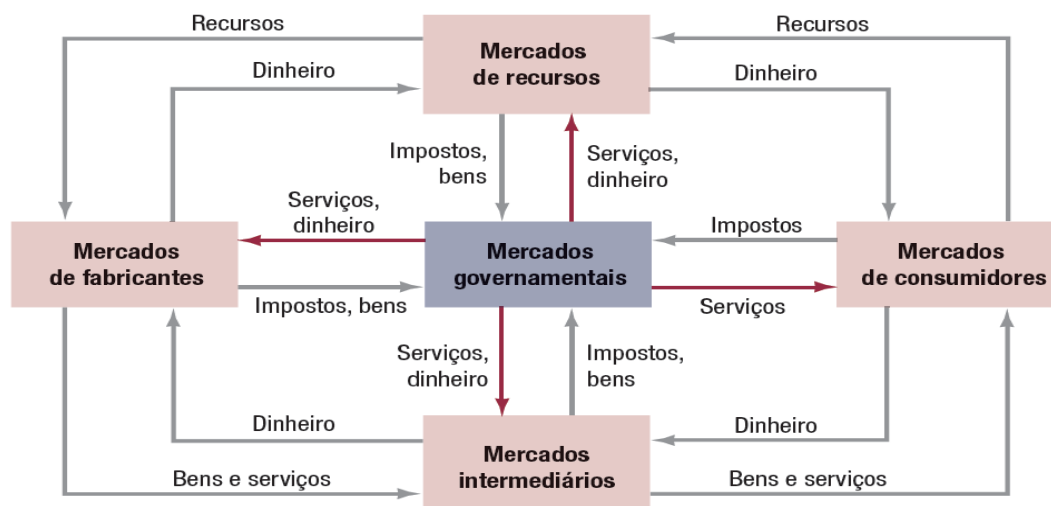 Recursos
Recursos
Mercados
de recursos
Dinheiro
Dinheiro
Impostos,
bens
Serviços,
dinheiro
Serviços,
dinheiro
Impostos
Mercados
de fabricantes
Mercados
governamentais
Mercados
de consumidores
Impostos, bens
Serviços
Serviços,
dinheiro
Impostos,
bens
Dinheiro
Dinheiro
Mercados
intermediários
Bens e serviços
Bens e serviços